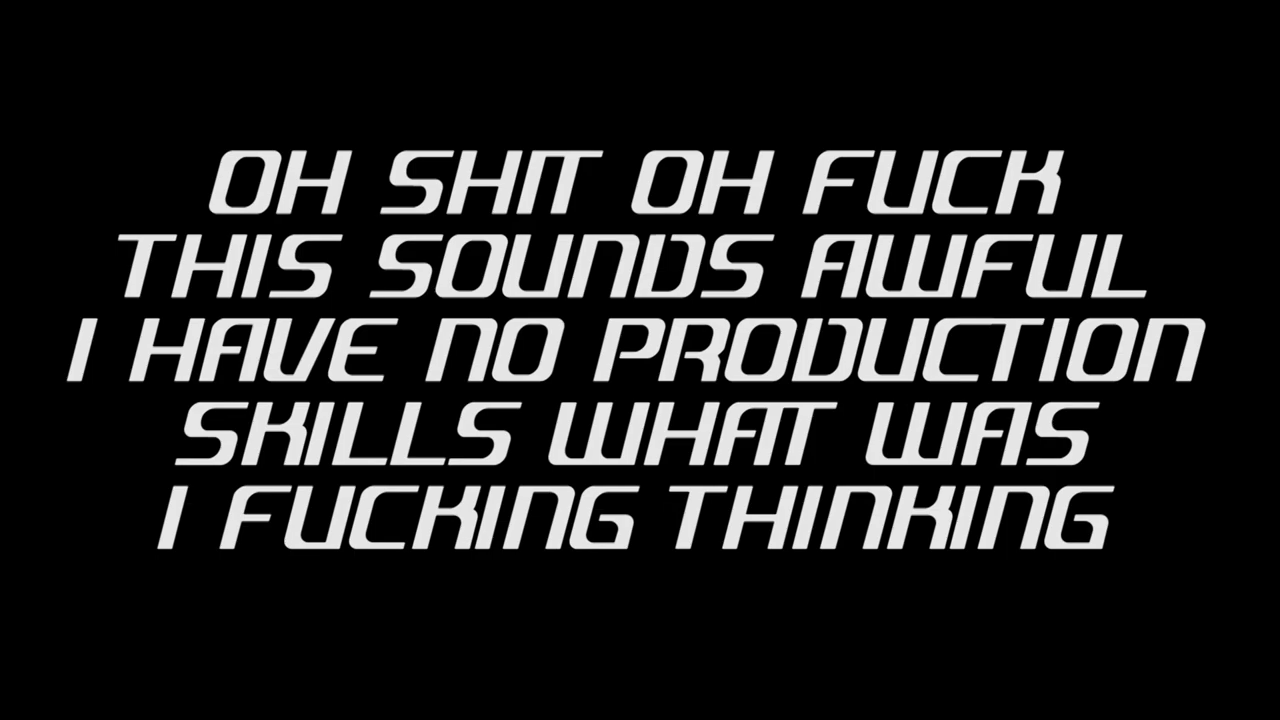 OH SHIT OH FUCK
THIS SOUNDS AWFUL
I HAVE NO PRODUCTION
SKILLS WHAT WAS
I FUCKING THINKING